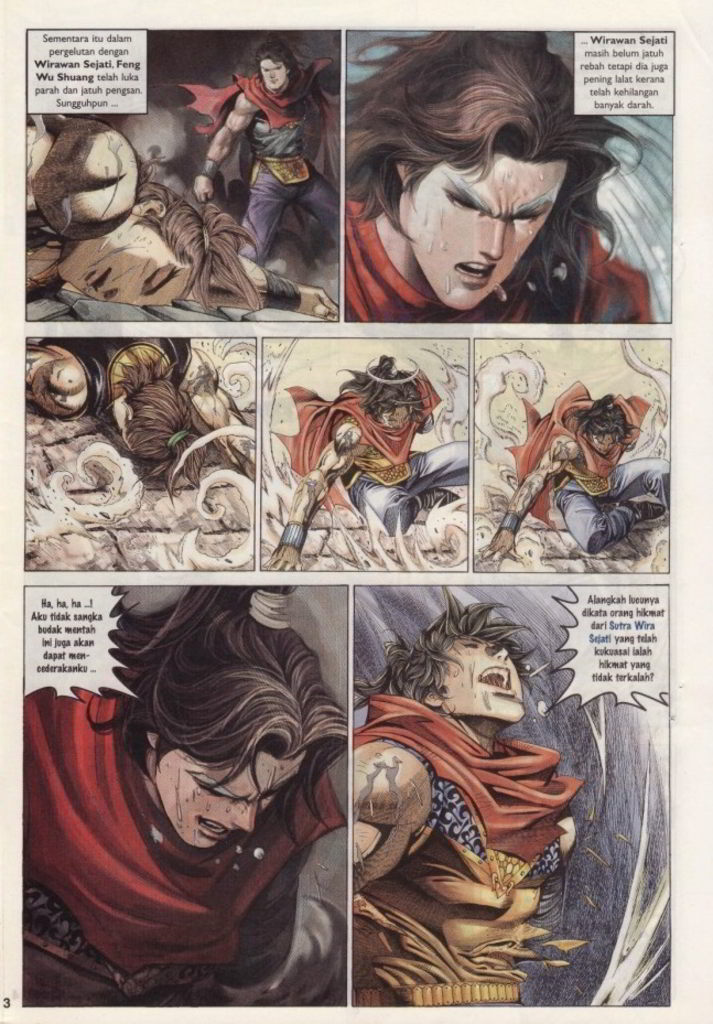 Sementara itu dalam
pergelutan dengan
Wirawan Sejati, Feng
Wu Shuang telah luka
parah dan jatuh pengsan.
Sungguhpun ...
... Wirawan Sejati
masih belum jatuh
rebah tetapi dia juga
pening lalat kerana
telah kehilangan
banyak darah.
Ha, ha, ha ...!
Aku tidak sangka
budak mentah
ini juga akan
dapat men-
cederakanku ...
Alangkah lucunya
dikata orang hikmat
dari Sutra Wira
Sejati yang telah
kukuasai ialah
hikmat yang
tidak terkalah?
3